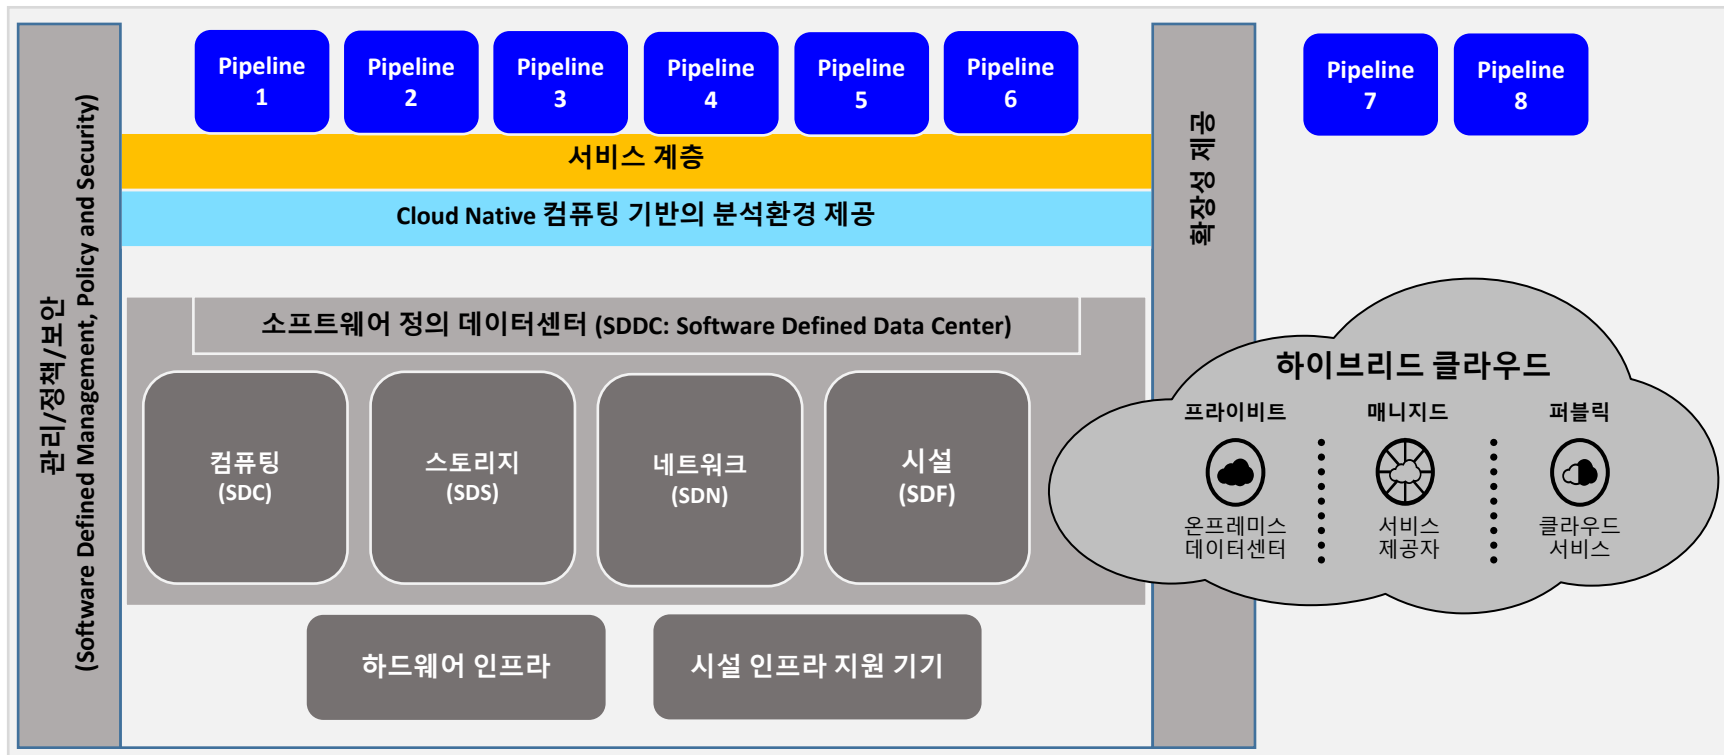 Pipeline
1
Pipeline
2
Pipeline
3
Pipeline
4
Pipeline
5
Pipeline
6
Pipeline
7
Pipeline
8
관리/정책/보안
(Software Defined Management, Policy and Security)
서비스 계층
Cloud Native 컴퓨팅 기반의 분석환경 제공
확장성 제공
소프트웨어 정의 데이터센터 (SDDC: Software Defined Data Center)
컴퓨팅
(SDC)
스토리지
(SDS)
네트워크
(SDN)
시설
(SDF)
하이브리드 클라우드
프라이비트
매니지드
퍼블릭
온프레미스
데이터센터
서비스
제공자
클라우드
서비스
하드웨어 인프라
시설 인프라 지원 기기